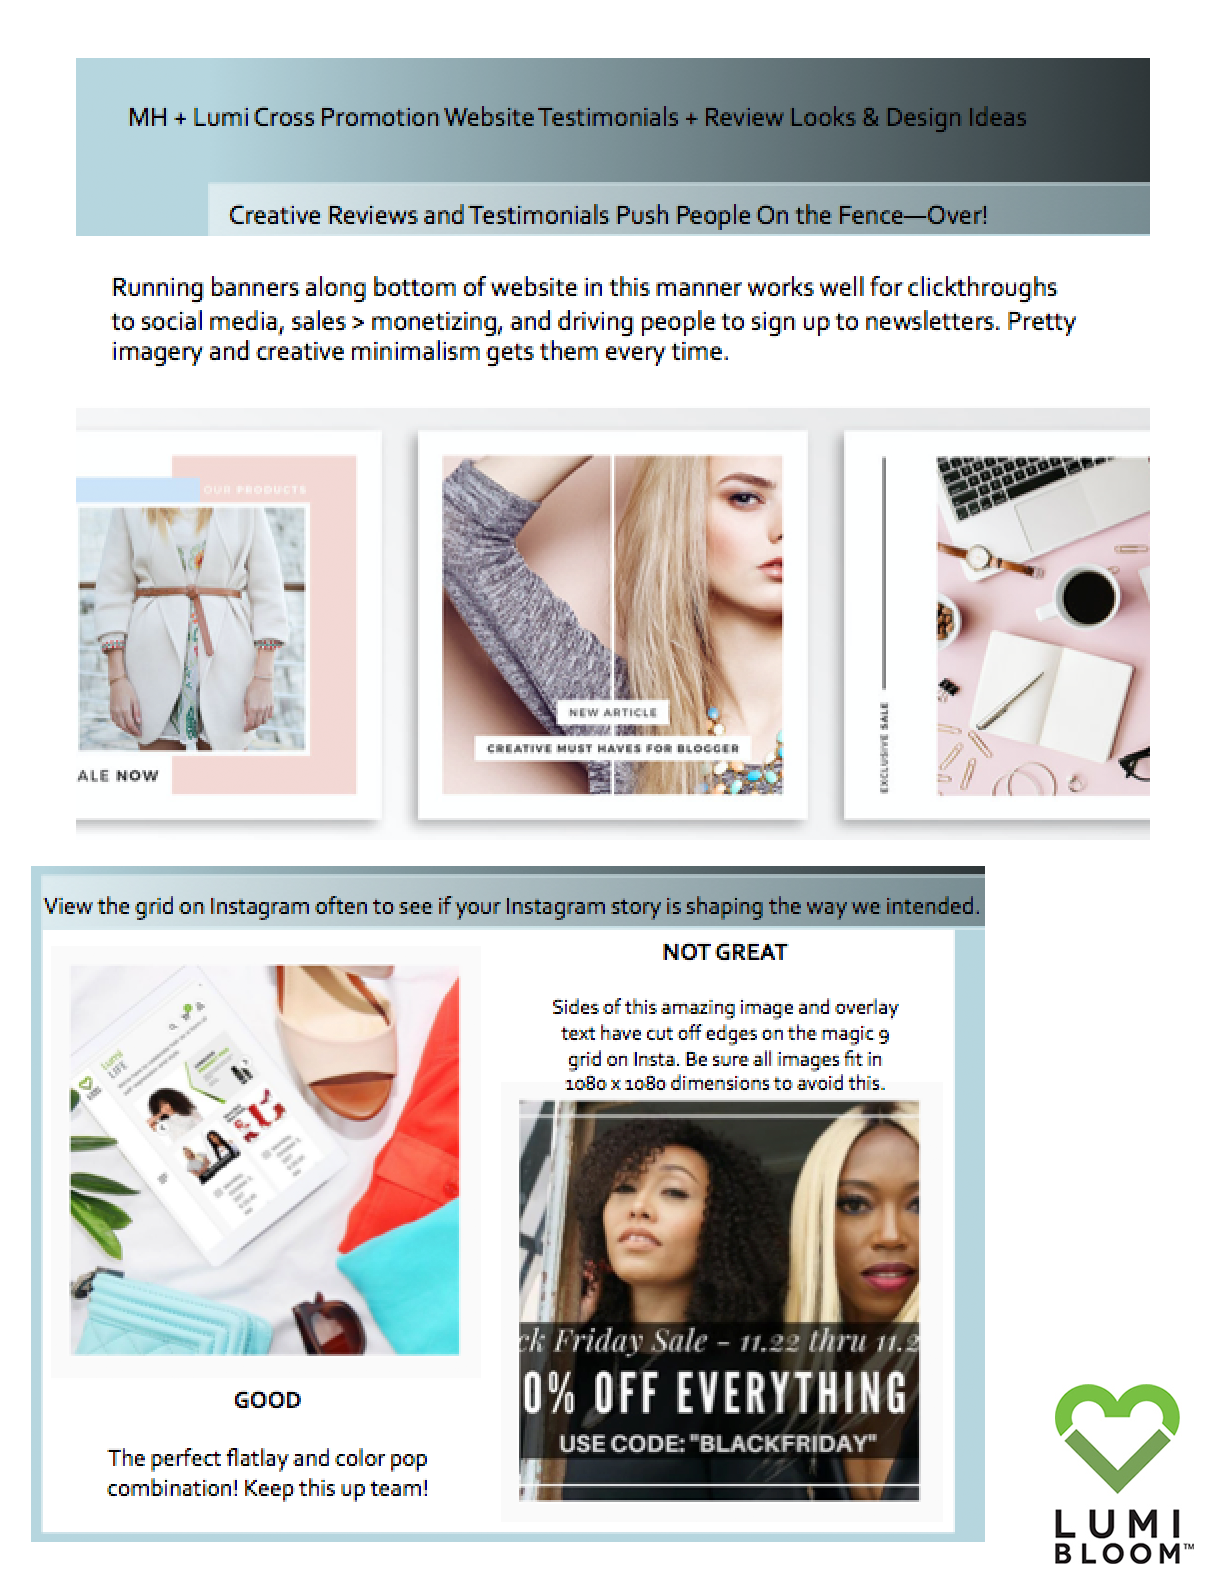 MH + Lumi Cross Promotion Website Testimonials + Review Looks & Design Ideas
Creative Reviews and Testimonials Push People On the Fence—Over!
Running banners along bottom of website in this manner works well for clickthroughs
to social media, sales > monetizing, and driving people to sign up to newsletters. Pretty
imagery and creative minimalism gets them every time.
OUR PRODUCTS
ALE NOW
NEW ARTICLE
CREATIVE MUST HAVES FOR BLOGGER
EXCLUSIVE SALE
View the grid on Instagram often to see if your Instagram story is shaping the way we intended.
Lumi
LIFE
GOOD
The perfect flatlay and color pop
combination! Keep this up team!
NOT GREAT
Sides of this amazing image and overlay
text have cut off edges on the magic 9
grid on Insta. Be sure all images fit in
1080 x 1080 dimensions to avoid this.
ck Friday Sale - 11.22 thru 11.2
0% OFF EVERYTHING
USE CODE: "BLACKFRIDAY"
LUMI
BLOOM™